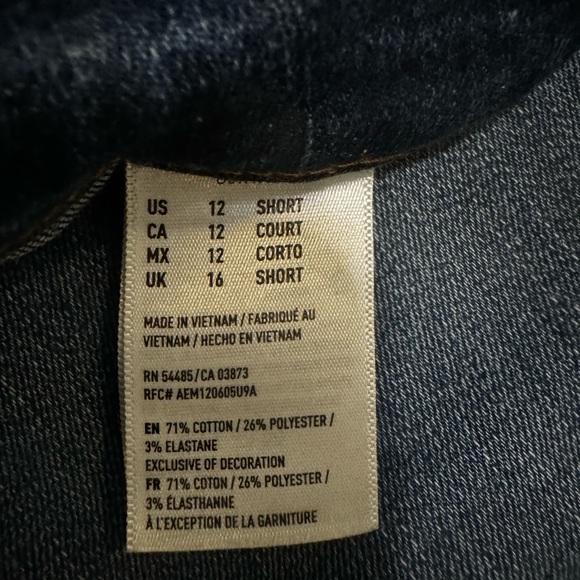 US 12 SHORT
CA 12 COURT
MX 12 CORTO
UK 16 SHORT
MADE IN VIETNAM / FABRIQUÉ AU
VIETNAM / HECHO EN VIETNAM
RN 54485/CA 03873
RFC# AEM120605U9A
EN 71% COTTON / 26% POLYESTER /
3% ELASTANE
EXCLUSIVE OF DECORATION
FR 71% COTON / 26% POLYESTER /
3% ÉLASTHANNE
À L'EXCEPTION DE LA GARNITURE